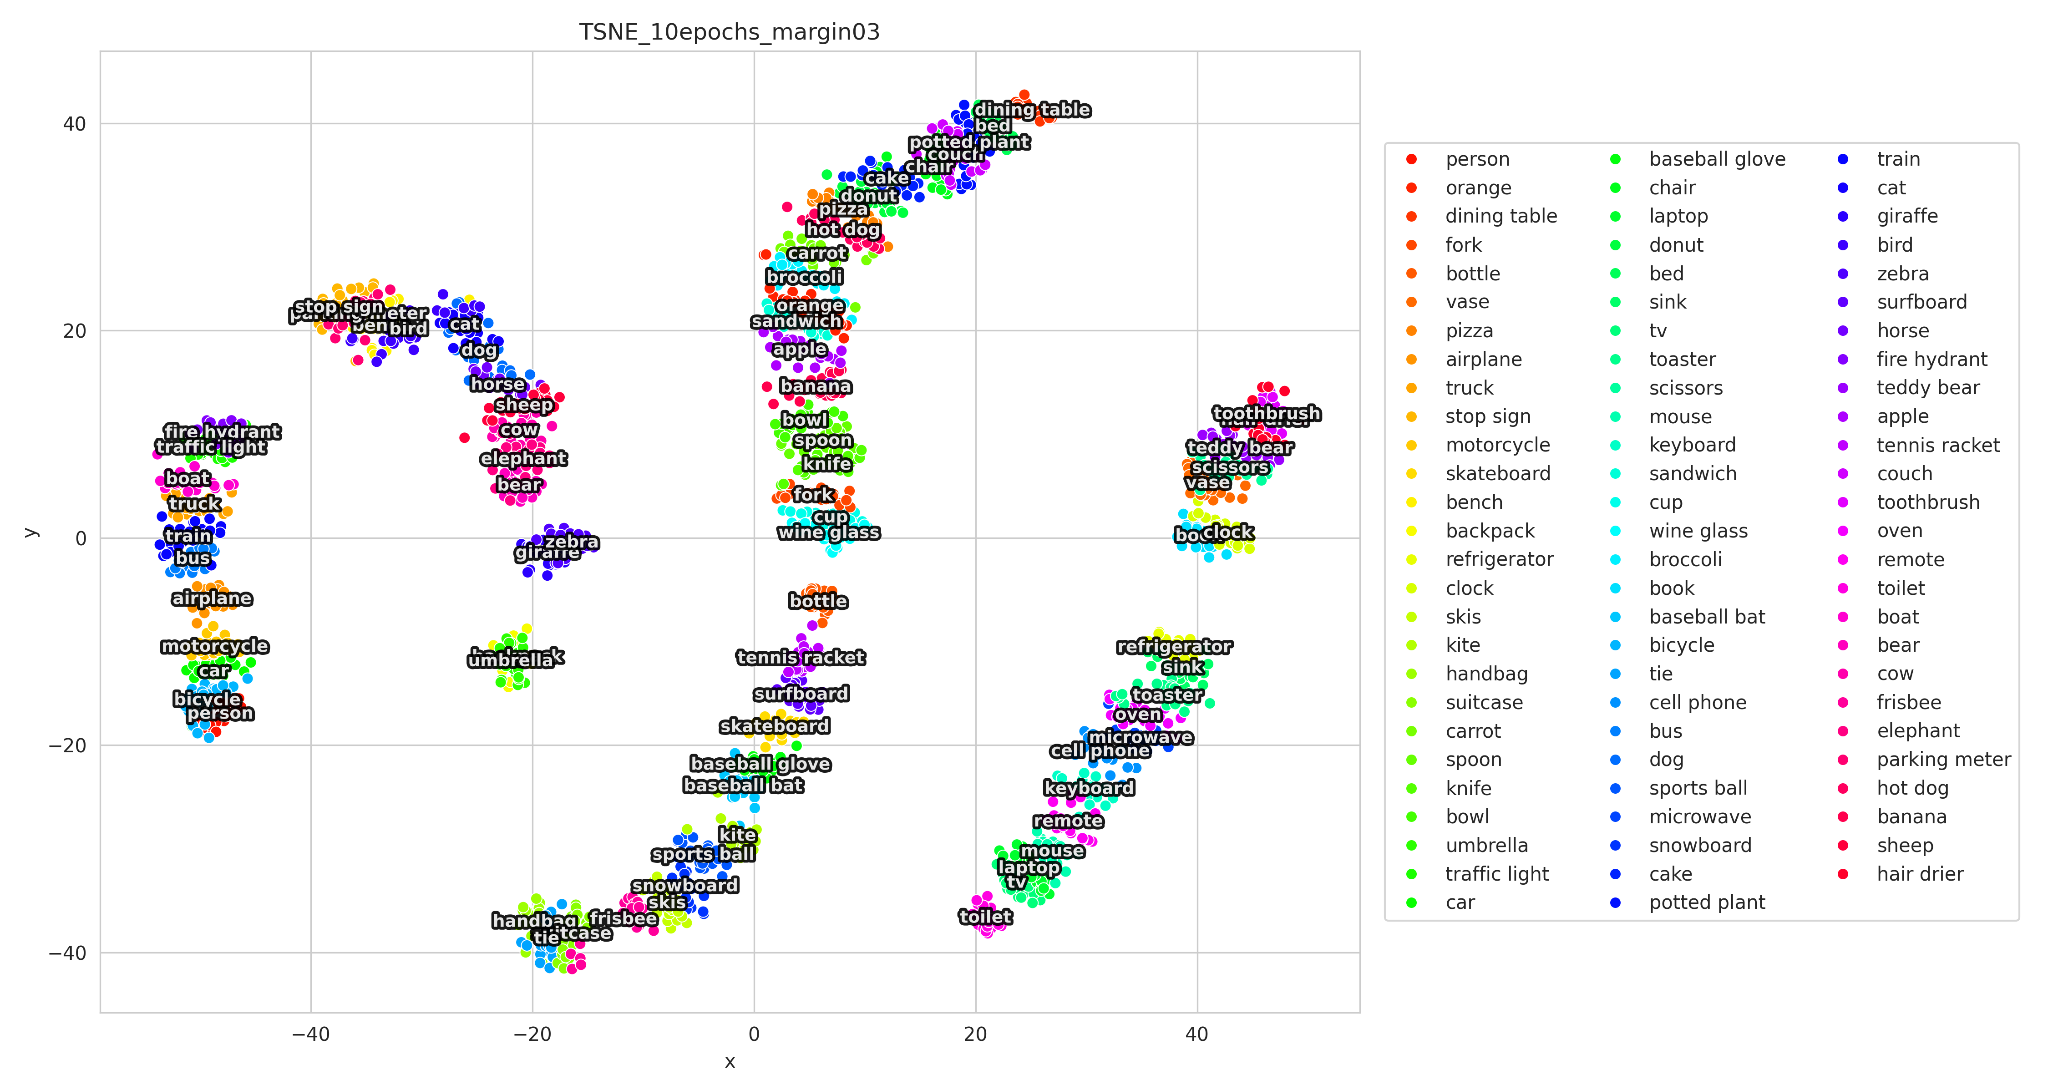 TSNE_10epochs_margin03
dining table
bed
potted plant
couch
chair
cake
donut
pizza
hot dog
carrot
broccoli
orange
sandwich
apple
banana
bowl
spoon
knife
fork
cup
wine glass
bottle
tennis racket
surfboard
skateboard
baseball glove
baseball bat
kite
sports ball
snowboard
skis
frisbee
handbag
tie
stop sign
bird
cat
dog
horse
sheep
cow
elephant
bear
zebra
giraffe
umbrella
fire hydrant
traffic light
boat
truck
train
bus
airplane
motorcycle
car
bicycle
person
toothbrush
teddy bear
scissors
vase
clock
refrigerator
sink
toaster
oven
microwave
cell phone
keyboard
remote
mouse
laptop
tv
toilet
40
20
0
−20
−40
y
−40
−20
0
20
40
x
person
orange
dining table
fork
bottle
vase
pizza
airplane
truck
stop sign
motorcycle
skateboard
bench
backpack
refrigerator
clock
skis
kite
handbag
suitcase
carrot
spoon
knife
bowl
umbrella
traffic light
car
baseball glove
chair
laptop
donut
bed
sink
tv
toaster
scissors
mouse
keyboard
sandwich
cup
wine glass
broccoli
book
baseball bat
bicycle
tie
cell phone
bus
dog
sports ball
microwave
snowboard
cake
potted plant
train
cat
giraffe
bird
zebra
surfboard
horse
fire hydrant
teddy bear
apple
tennis racket
couch
toothbrush
oven
remote
toilet
boat
bear
cow
frisbee
elephant
parking meter
hot dog
banana
sheep
hair drier